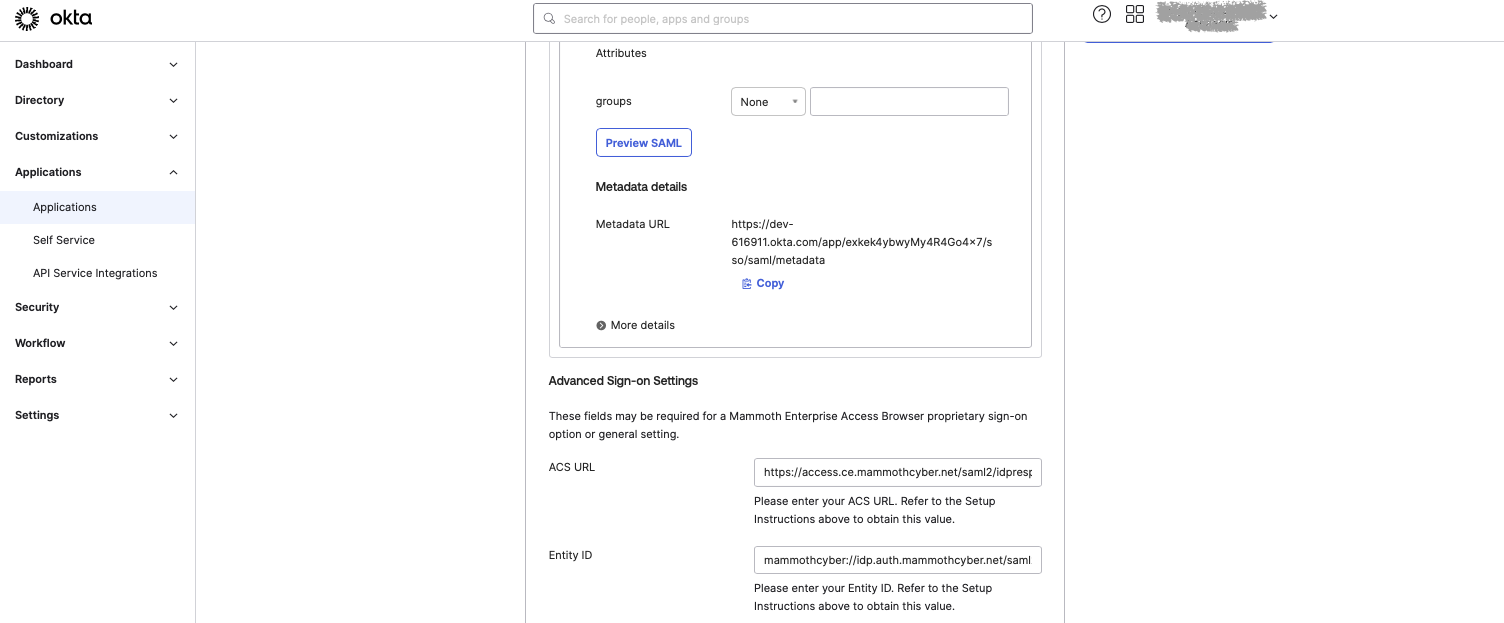 okta
Search for people, apps and groups
Dashboard
Directory
Customizations
Applications
Applications
Self Service
API Service Integrations
Security
Workflow
Reports
Settings
Attributes
groups
None
Preview SAML
Metadata details
Metadata URL
https://dev-
616911.okta.com/app/exkek4ybwyMy4R4Go4x7/s
so/saml/metadata
Copy
More details
Advanced Sign-on Settings
These fields may be required for a Mammoth Enterprise Access Browser proprietary sign-on
option or general setting.
ACS URL
https://access.ce.mammothcyber.net/saml2/idpresp
Please enter your ACS URL. Refer to the Setup
Instructions above to obtain this value.
Entity ID
mammothcyber://idp.auth.mammothcyber.net/saml
Please enter your Entity ID. Refer to the Setup
Instructions above to obtain this value.